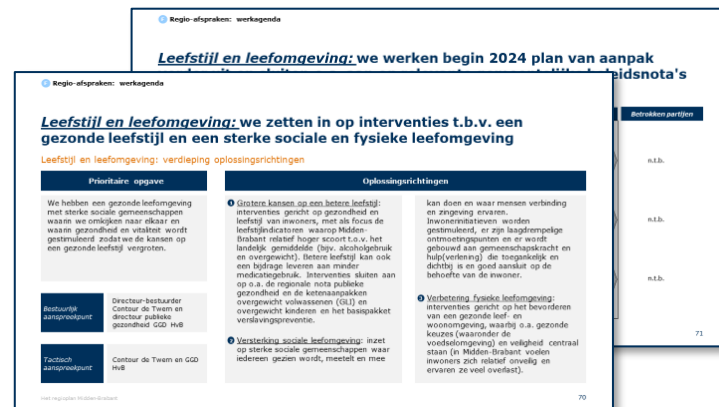 Regio-afspraken: werkagenda
Leefstijl en leefomgeving: we werken begin 2024 plan van aanpak
eidsnota's
Betrokken partijen
n.t.b.
n.t.b.
n.t.b.
71
Regio-afspraken: werkagenda
Leefstijl en leefomgeving: we zetten in op interventies t.b.v. een
gezonde leefstijl en een sterke sociale en fysieke leefomgeving
Leefstijl en leefomgeving: verdieping oplossingsrichtingen
Prioritaire opgave
We hebben een gezonde leefomgeving
met sterke sociale gemeenschappen
waarin we omkijken naar elkaar en
waarin gezondheid en vitaliteit wordt
gestimuleerd zodat we de kansen op
een gezonde leefstijl vergroten.
Bestuurlijk
aanspreekpunt
Directeur-bestuurder
Contour de Twern en
directeur publieke
gezondheid GGD HvB
Tactisch
aanspreekpunt
Contour de Twern en GGD
HvB
Oplossingsrichtingen
1 Grotere kansen op een betere leefstijl:
interventies gericht op gezondheid en
leefstijl van inwoners, met als focus de
leefstijlindicatoren waarop Midden-
Brabant relatief hoger scoort t.o.v. het
landelijk gemiddelde (bijv. alcoholgebruik
en overgewicht). Betere leefstijl kan ook
een bijdrage leveren aan minder
medicatiegebruik. Interventies sluiten aan
op o.a. de regionale nota publieke
gezondheid en de ketenaanpakken
overgewicht volwassenen (GLI) en
overgewicht kinderen en het basispakket
verslavingspreventie.
2 Versterking sociale leefomgeving: inzet
op sterke sociale gemeenschappen waar
iedereen gezien wordt, meetelt en mee
kan doen en waar mensen verbinding
en zingeving ervaren.
Inwonerinitiatieven worden
gestimuleerd, er zijn laagdrempelige
ontmoetingspunten en er wordt
gebouwd aan gemeenschapskracht en
hulp(verlening) die toegankelijk en
dichtbij is en goed aansluit op de
behoefte van de inwoner.
3 Verbetering fysieke leefomgeving:
interventies gericht op het bevorderen
van een gezonde leef- en
woonomgeving, waarbij o.a. gezonde
keuzes (waaronder de
voedselomgeving) en veiligheid centraal
staan (in Midden-Brabant voelen
inwoners zich relatief onveilig en
ervaren ze veel overlast).
Het regioplan Midden-Brabant
70